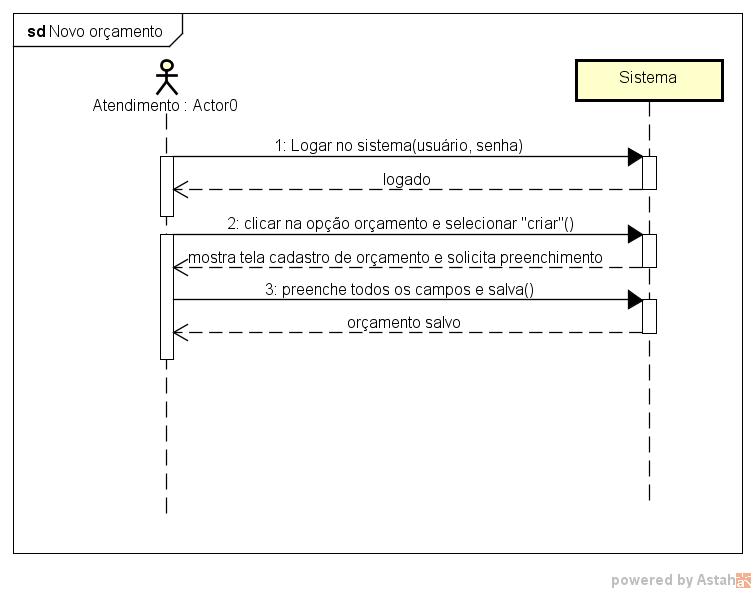 sd Novo orçamento
Sistema
Atendimento : Actor0
1: Logar no sistema(usuário, senha)
logado
2: clicar na opção orçamento e selecionar "criar"()
mostra tela cadastro de orçamento e solicita preenchimento
3: preenche todos os campos e salva()
orçamento salvo
powered by Astah